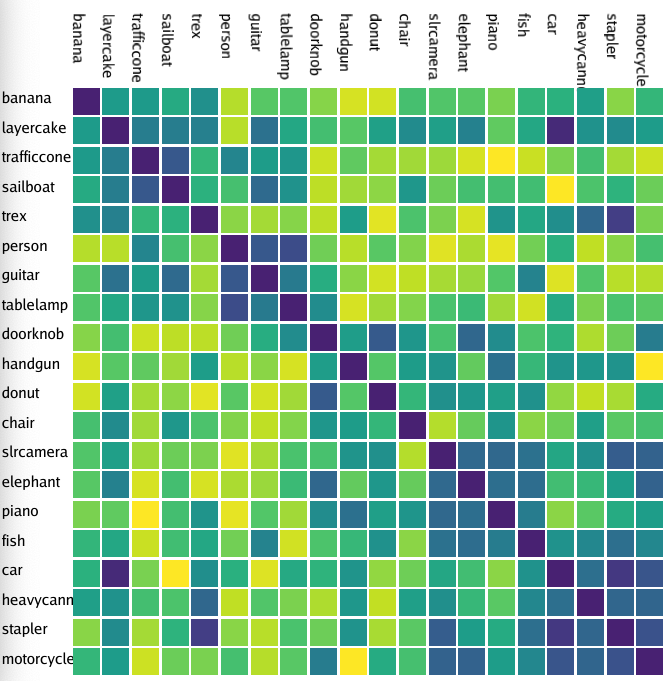 banana
layercake
trafficcone
sailboat
trex
person
guitar
tablelamp
doorknob
handgun
donut
chair
slrcamera
elephant
piano
fish
car
heavycann
stapler
motorcycle
banana
layercake
trafficcone
sailboat
trex
person
guitar
tablelamp
doorknob
handgun
donut
chair
slrcamera
elephant
piano
fish
car
heavycann
stapler
motorcycle